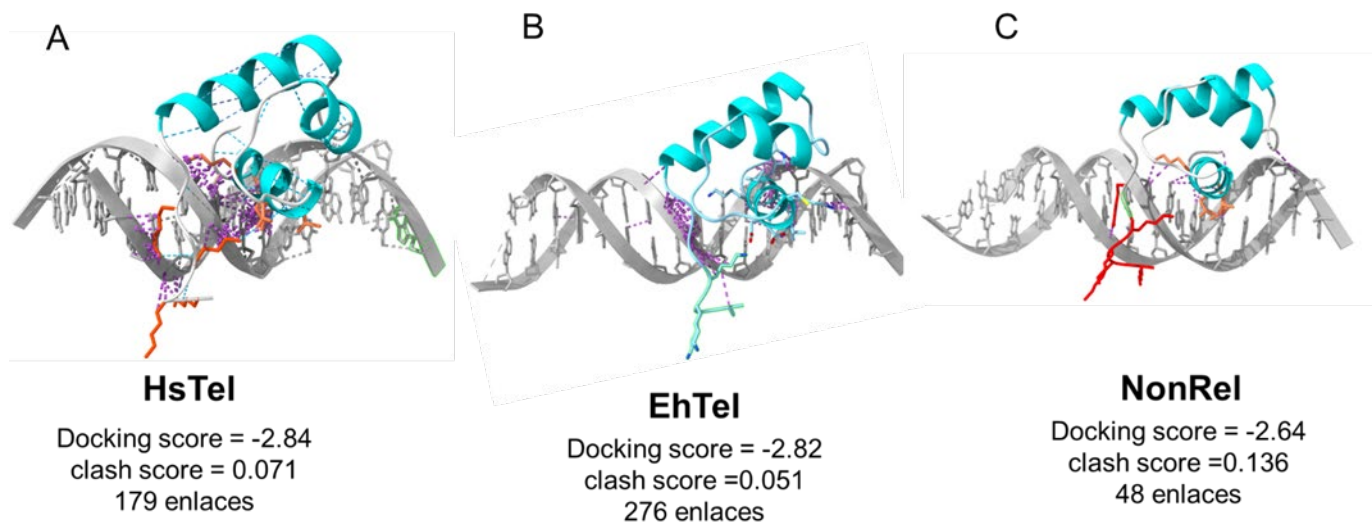 A
B
C
HsTel
Docking score = -2.84
clash score = 0.071
179 enlaces
EhTel
Docking score = -2.82
clash score =0.051
276 enlaces
NonRel
Docking score = -2.64
clash score =0.136
48 enlaces